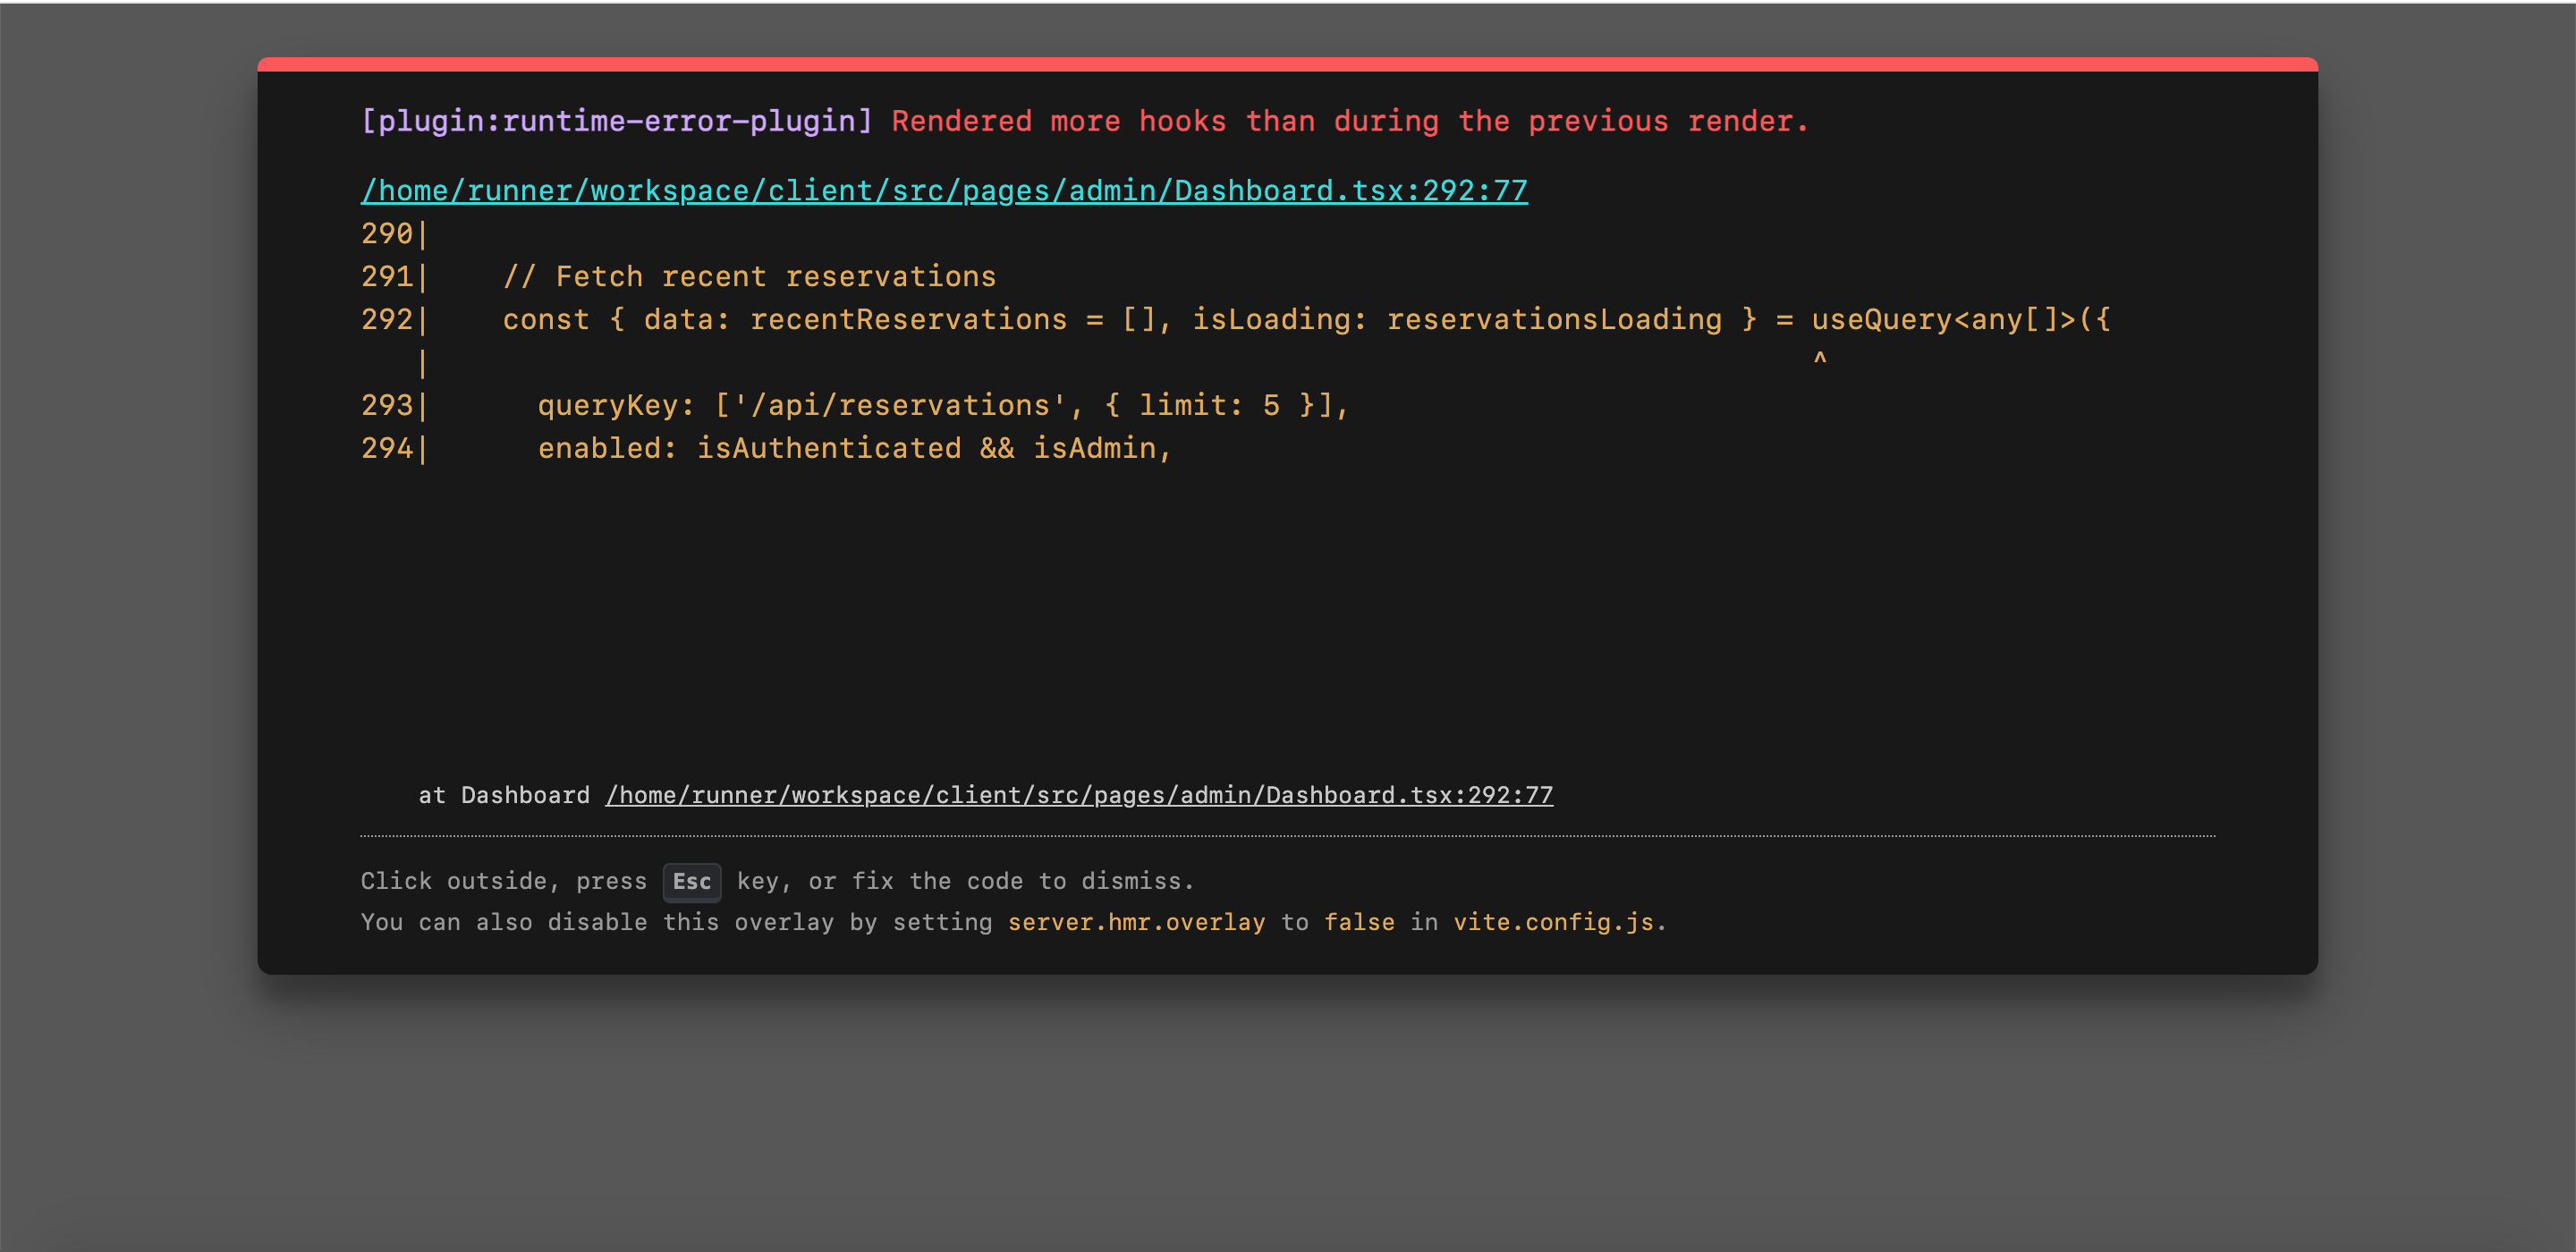 [plugin:runtime-error-plugin] Rendered more hooks than during the previous render.
/home/runner/workspace/client/src/pages/admin/Dashboard.tsx:292:77
290|
291|    // Fetch recent reservations
292|    const { data: recentReservations = [], isLoading: reservationsLoading } = useQuery<any[]>({
   |                                                                              ^
293|      queryKey: ['/api/reservations', { limit: 5 }],
294|      enabled: isAuthenticated && isAdmin,
    at Dashboard /home/runner/workspace/client/src/pages/admin/Dashboard.tsx:292:77
Click outside, press Esc key, or fix the code to dismiss.
You can also disable this overlay by setting server.hmr.overlay to false in vite.config.js.